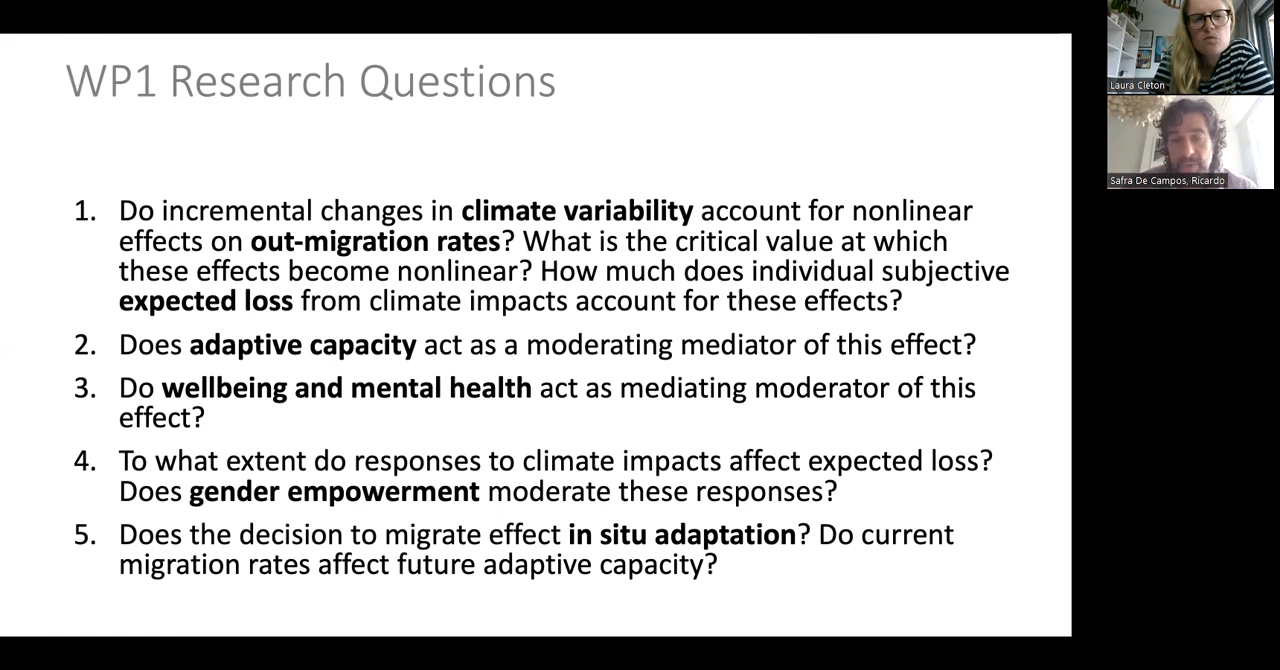 WP1 Research Questions
1. Do incremental changes in climate variability account for nonlinear
effects on out-migration rates? What is the critical value at which
these effects become nonlinear? How much does individual subjective
expected loss from climate impacts account for these effects?
2. Does adaptive capacity act as a moderating mediator of this effect?
3. Do wellbeing and mental health act as mediating moderator of this
effect?
4. To what extent do responses to climate impacts affect expected loss?
Does gender empowerment moderate these responses?
5. Does the decision to migrate effect in situ adaptation? Do current
migration rates affect future adaptive capacity?
Laura Cleton
Safra De Campos, Ricardo